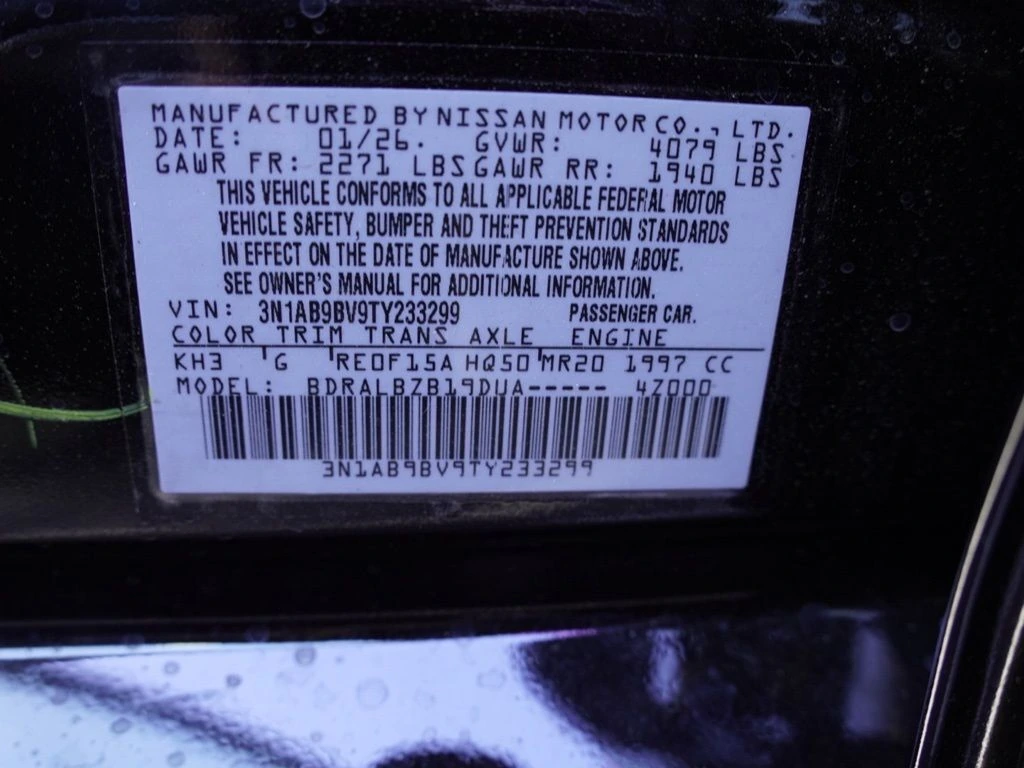 MANUFACTURED BY NISSAN MOTOR CO., LTD.
DATE: 01/26. GVWR: 4079 LBS
GAWR FR: 2271 LBS GAWR RR: 1940 LBS
THIS VEHICLE CONFORMS TO ALL APPLICABLE FEDERAL MOTOR
VEHICLE SAFETY, BUMPER AND THEFT PREVENTION STANDARDS
IN EFFECT ON THE DATE OF MANUFACTURE SHOWN ABOVE.
SEE OWNER'S MANUAL FOR ADDITIONAL INFORMATION.
VIN: 3N1AB9BV9TY233299 PASSENGER CAR.
COLOR TRIM TRANS AXLE ENGINE
KH3 'G 'RE0F15A HQ50'MR20 1997 CC
MODEL: BDRALBZB19DUA----- 4Z000
3N1AB9BV9TY233299